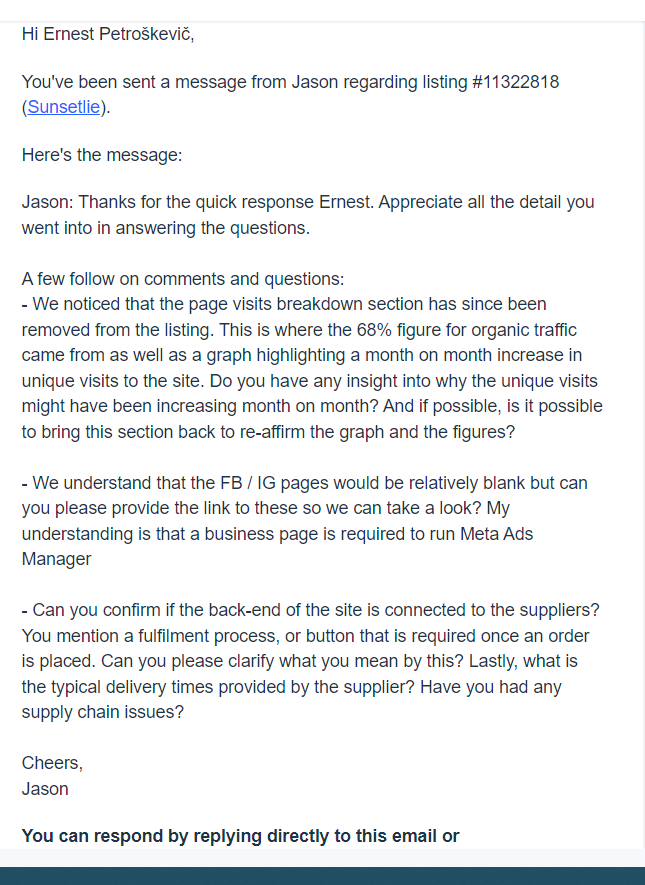 Hi Ernest Petroškevič,
You've been sent a message from Jason regarding listing #11322818
(Sunsetlie).
Here's the message:
Jason: Thanks for the quick response Ernest. Appreciate all the detail you
went into in answering the questions.
A few follow on comments and questions:
- We noticed that the page visits breakdown section has since been
removed from the listing. This is where the 68% figure for organic traffic
came from as well as a graph highlighting a month on month increase in
unique visits to the site. Do you have any insight into why the unique visits
might have been increasing month on month? And if possible, is it possible
to bring this section back to re-affirm the graph and the figures?
- We understand that the FB / IG pages would be relatively blank but can
you please provide the link to these so we can take a look? My
understanding is that a business page is required to run Meta Ads
Manager
- Can you confirm if the back-end of the site is connected to the suppliers?
You mention a fulfilment process, or button that is required once an order
is placed. Can you please clarify what you mean by this? Lastly, what is
the typical delivery times provided by the supplier? Have you had any
supply chain issues?
Cheers,
Jason
You can respond by replying directly to this email or